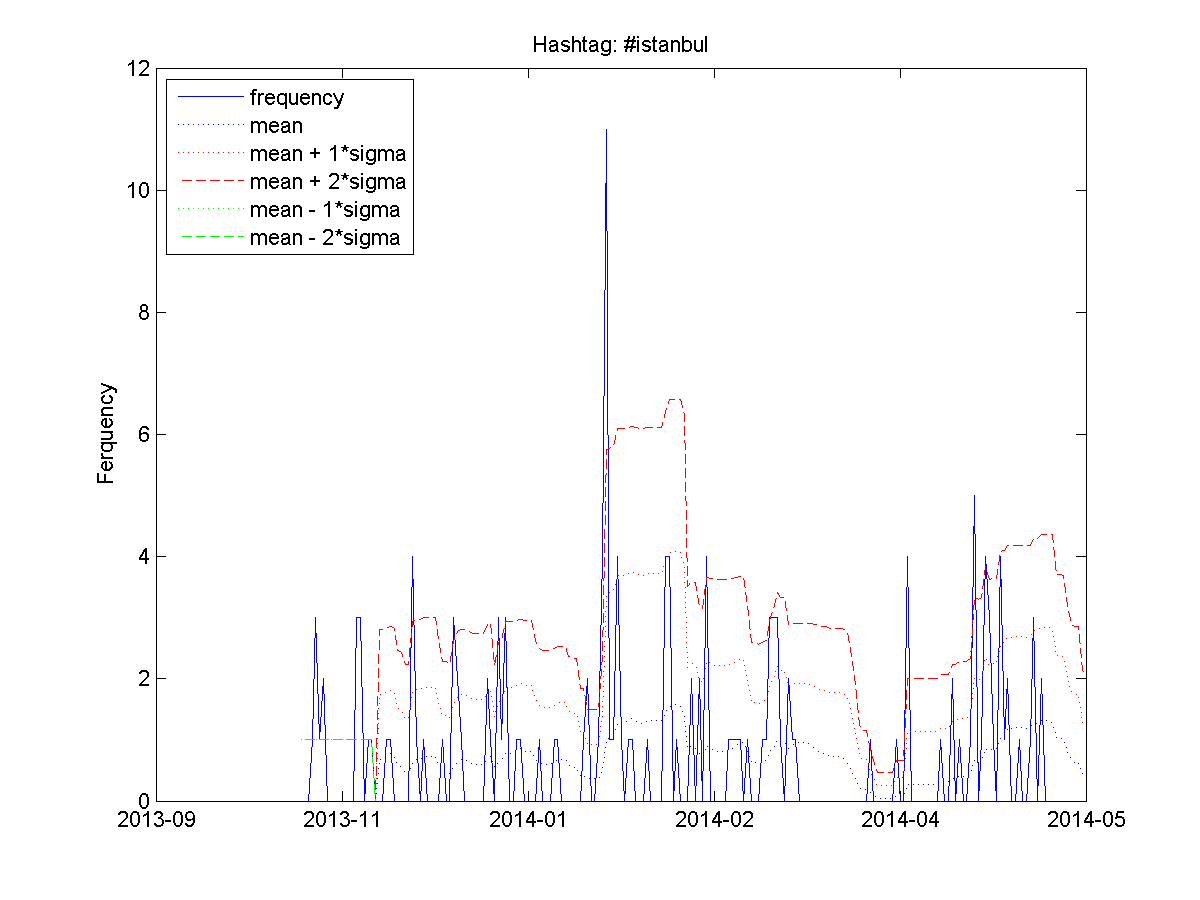 Hashtag: #istanbul
12
10
8
6
4
2
0
Ferquency
frequency
mean
mean + 1*sigma
mean + 2*sigma
mean - 1*sigma
mean - 2*sigma
2013-09 2013-11 2014-01 2014-02 2014-04 2014-05